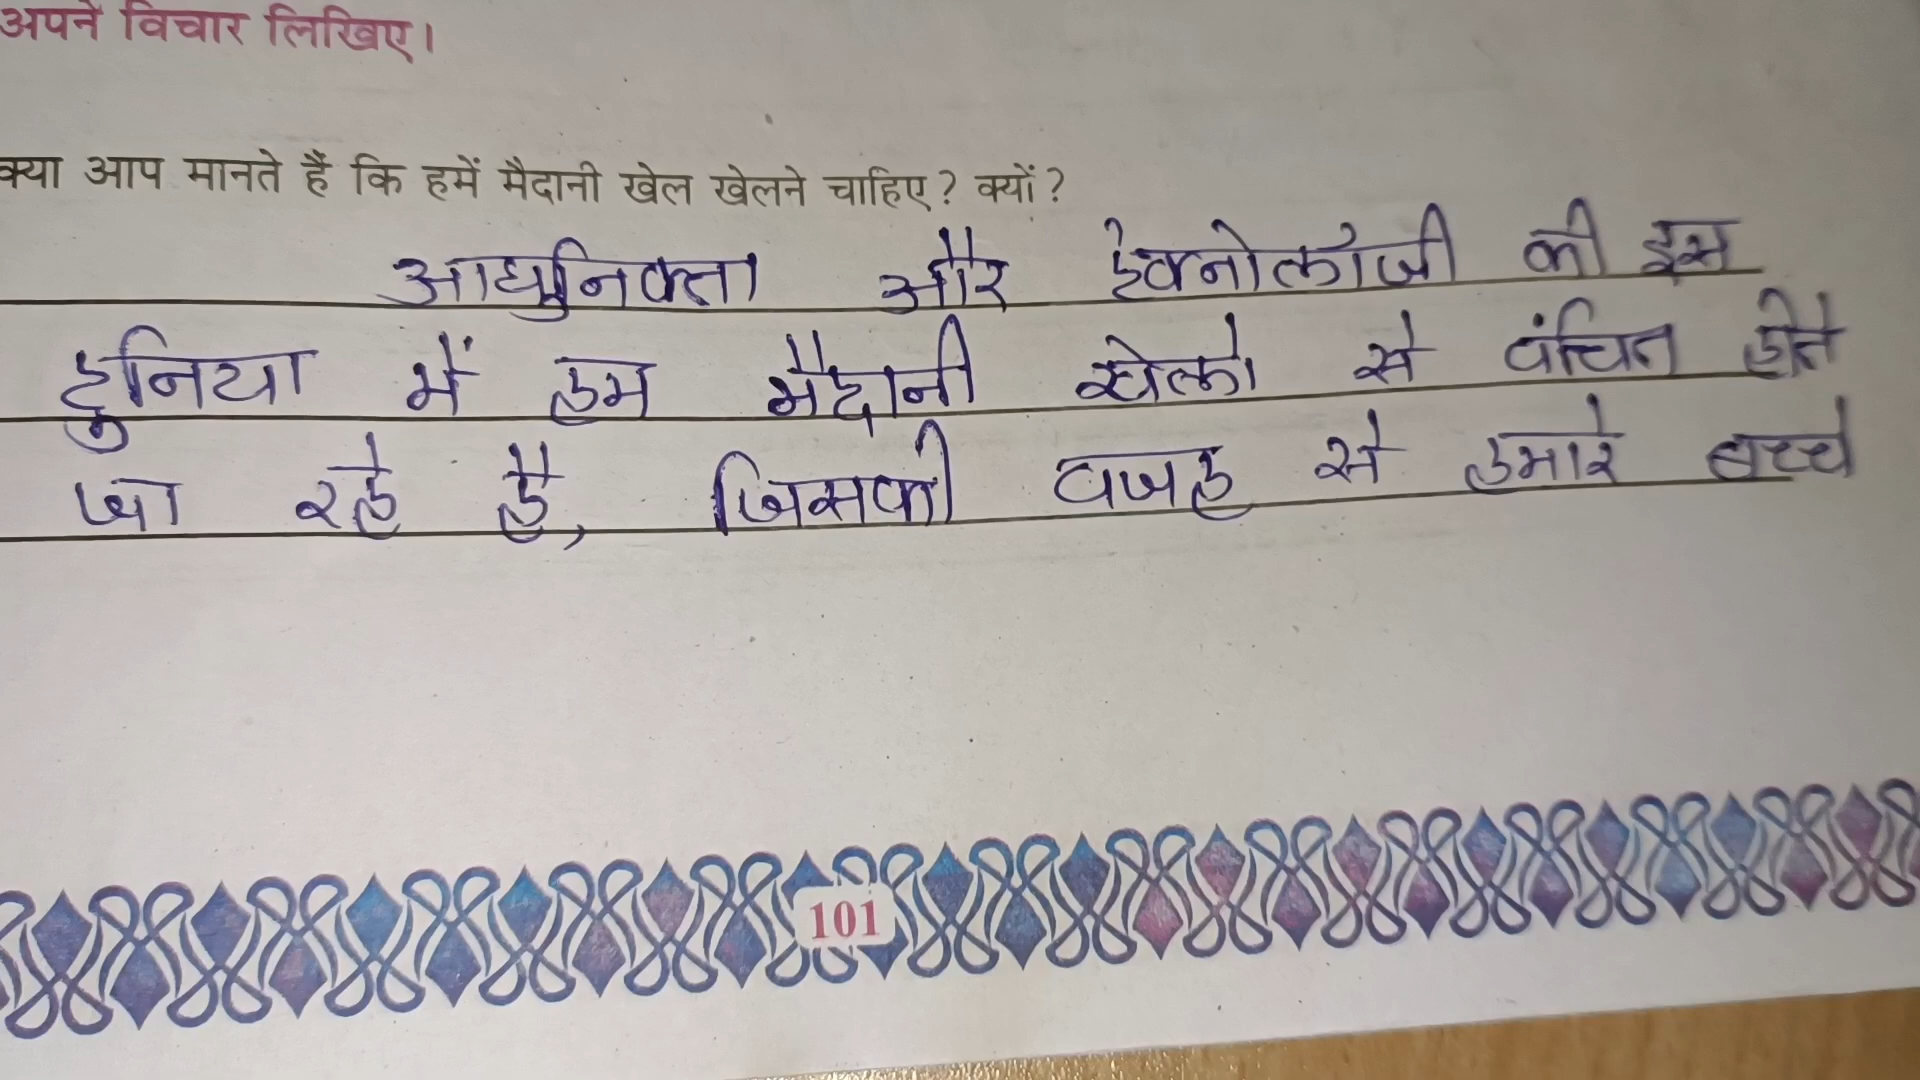 अपने विचार लिखिए।
क्या आप मानते हैं कि हमें मैदानी खेल खेलने चाहिए? क्यों?
आधुनिकता और टेक्नोलॉजी की इस
दुनिया में हम मैदानी खेलो से वंचित होते
जा रहे है, जिसकी वजह से हमारे बच्चे
101